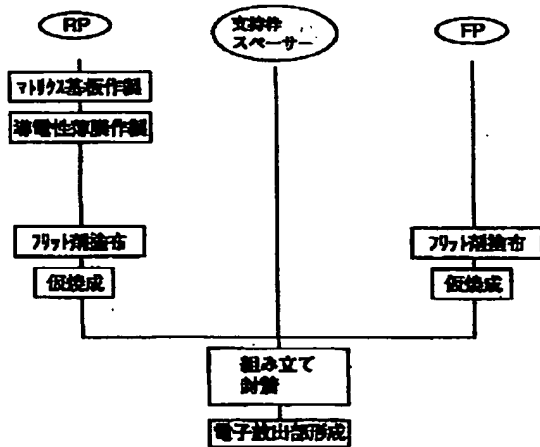 RP
支持枠
スペーサー
FP
マトリクス基板作製
導電性薄膜作製
フリット剤塗布
仮焼成
フリット剤塗布
仮焼成
組み立て
封着
電子放出部形成